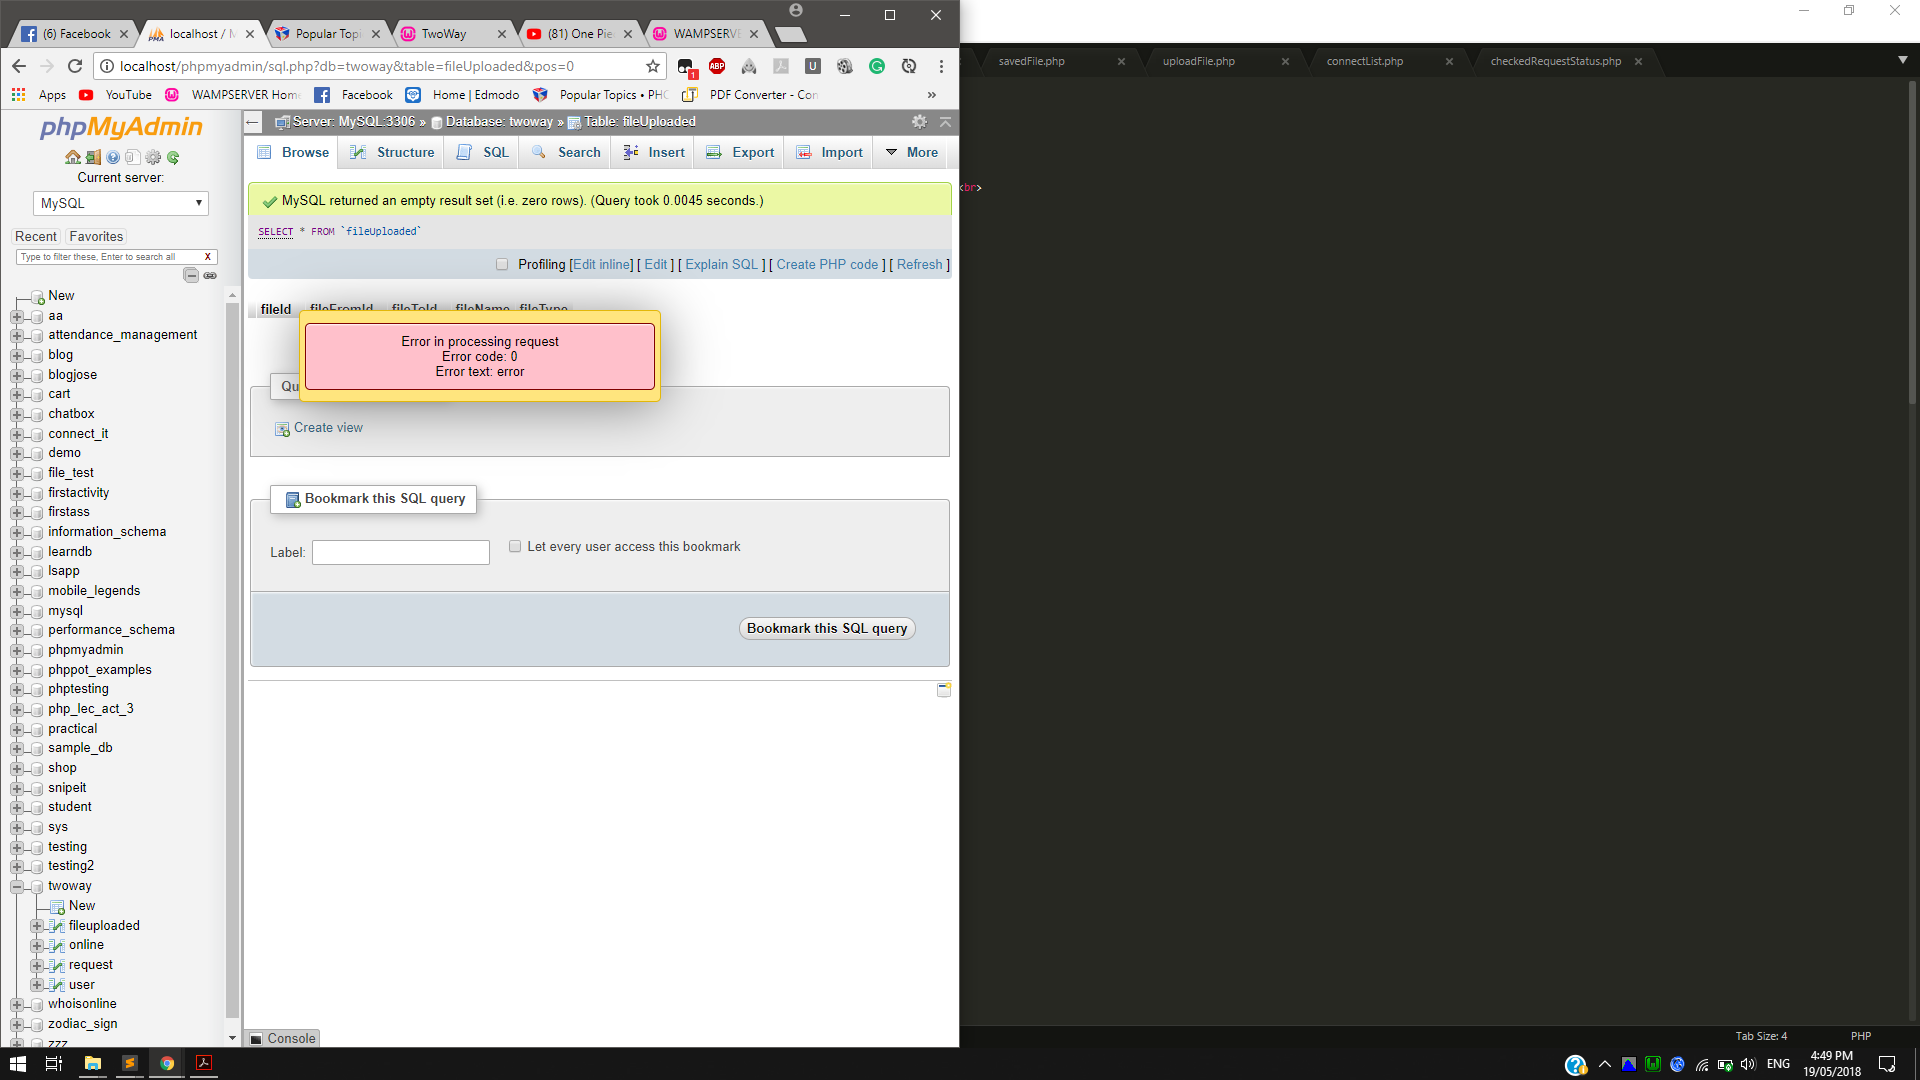 (6) Facebook
localhost /
Popular Topi
TwoWay
(81) One Pie
WAMPSERV
localhost/phpmyadmin/sql.php?db=twoway&table=fileUploaded&pos=0
1
ABP
U
Apps
YouTube
WAMPSERVER Hom
Facebook
Home | Edmodo
Popular Topics • PHC
PDF Converter - Con
»
savedFile.php
uploadFile.php
connectList.php
checkedRequestStatus.php
<br>
phpMyAdmin
Current server:
MySQL
Recent
Favorites
Type to filter these, Enter to search all
X
New
aa
attendance_management
blog
blogjose
cart
chatbox
connect_it
demo
file_test
firstactivity
firstass
information_schema
learndb
lsapp
mobile_legends
mysql
performance_schema
phpmyadmin
phppot_examples
phptesting
php_lec_act_3
practical
sample_db
shop
snipeit
student
sys
testing
testing2
twoway
New
fileuploaded
online
request
user
whoisonline
zodiac_sign
zzz
Server: MySQL:3306 » Database: twoway » Table: fileUploaded
Browse
Structure
SQL
Search
Insert
Export
Import
More
MySQL returned an empty result set (i.e. zero rows). (Query took 0.0045 seconds.)
SELECT * FROM `fileUploaded`
Profiling [Edit inline] [ Edit ] [ Explain SQL ] [ Create PHP code ] [ Refresh ]
fileId fileFromId fileToId fileName fileType
Error in processing request
Error code: 0
Error text: error
Qu
Create view
Bookmark this SQL query
Label:
Let every user access this bookmark
Bookmark this SQL query
Console
Tab Size: 4
PHP
ENG
4:49 PM
19/05/2018